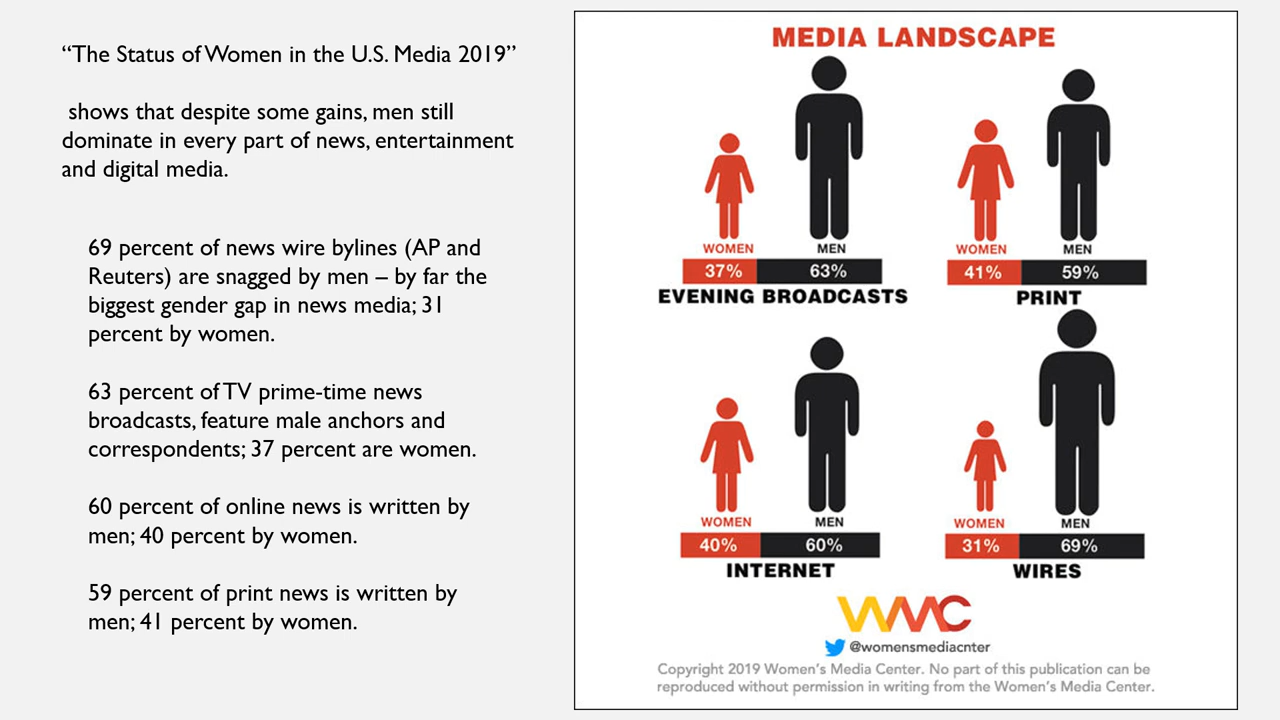 “The Status of Women in the U.S. Media 2019”
shows that despite some gains, men still
dominate in every part of news, entertainment
and digital media.
69 percent of news wire bylines (AP and
Reuters) are snagged by men – by far the
biggest gender gap in news media; 31
percent by women.
63 percent of TV prime-time news
broadcasts, feature male anchors and
correspondents; 37 percent are women.
60 percent of online news is written by
men; 40 percent by women.
59 percent of print news is written by
men; 41 percent by women.
MEDIA LANDSCAPE
WOMEN MEN
37% 63%
EVENING BROADCASTS
WOMEN MEN
41% 59%
PRINT
WOMEN MEN
40% 60%
INTERNET
WOMEN MEN
31% 69%
WIRES
WMC
@womensmediacnter
Copyright 2019 Women's Media Center. No part of this publication can be
reproduced without permission in writing from the Women's Media Center.